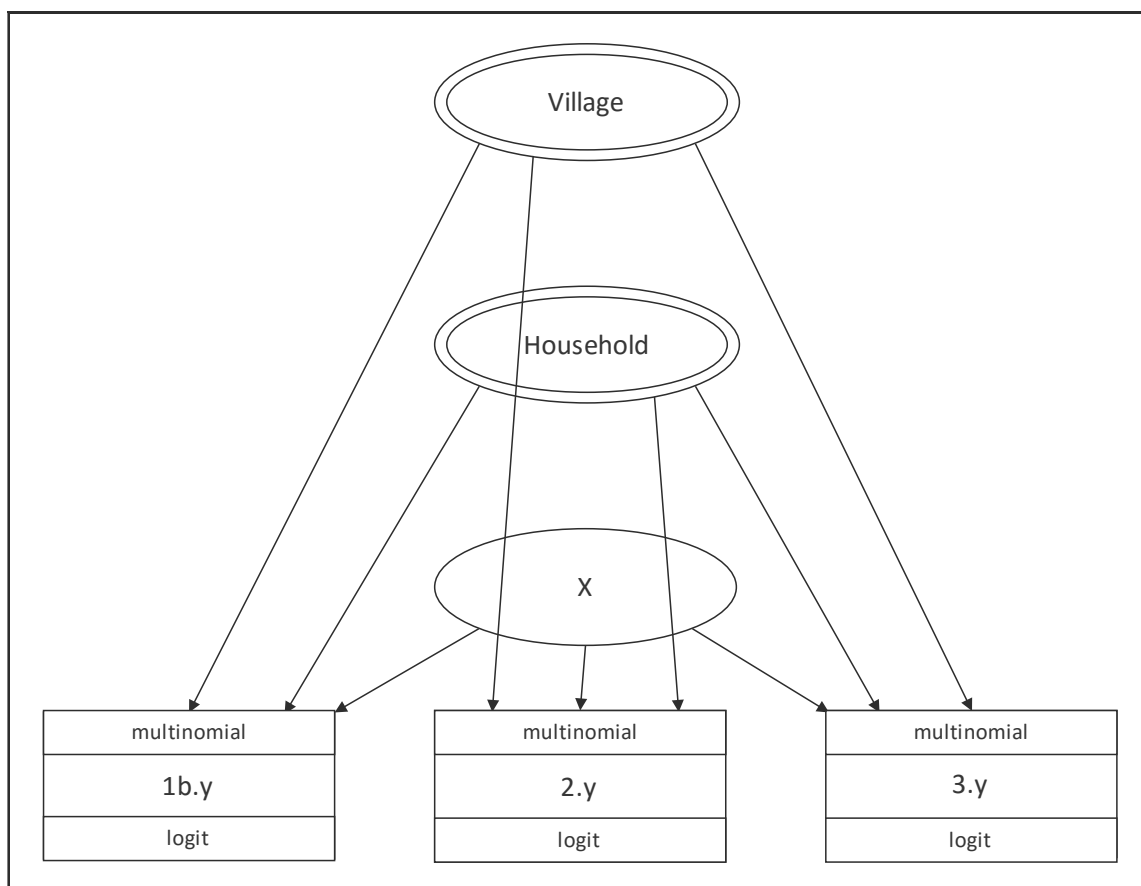 Village
Household
X
multinomial
1b.y
logit
multinomial
2.y
logit
multinomial
3.y
logit